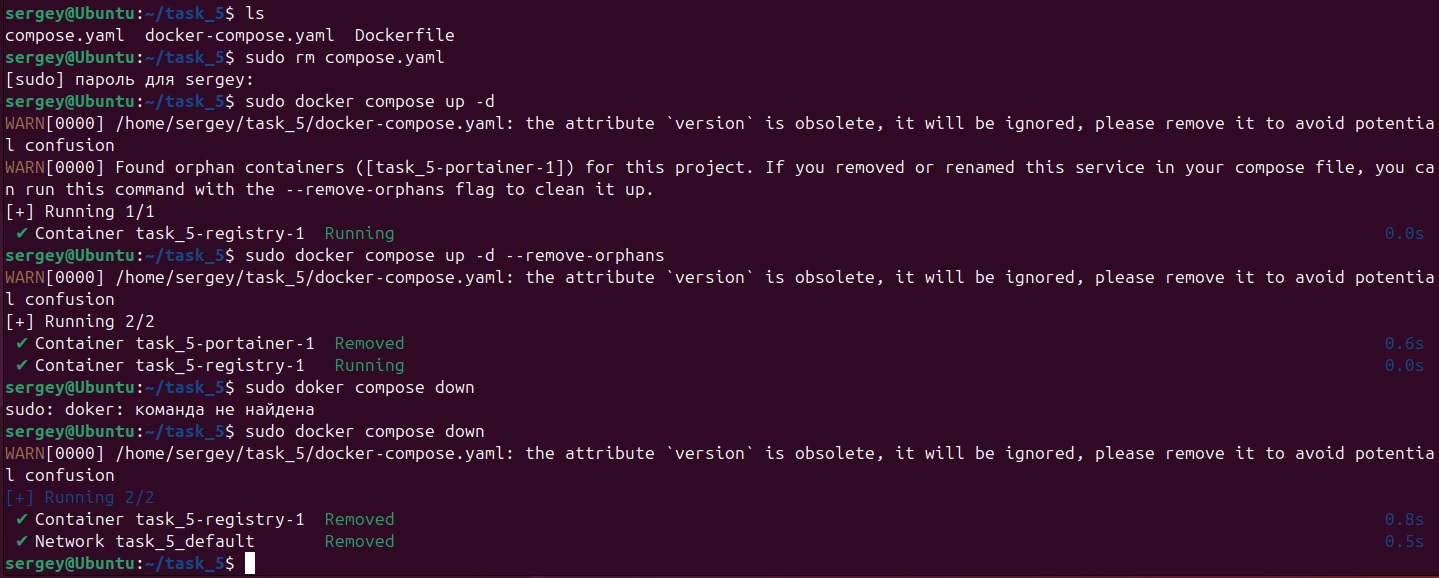 sergey@Ubuntu:~/task_5$ ls
compose.yaml  docker-compose.yaml  Dockerfile
sergey@Ubuntu:~/task_5$ sudo rm compose.yaml
[sudo] пароль для sergey:
sergey@Ubuntu:~/task_5$ sudo docker compose up -d
WARN[0000] /home/sergey/task_5/docker-compose.yaml: the attribute `version` is obsolete, it will be ignored, please remove it to avoid potentia
l confusion
WARN[0000] Found orphan containers ([task_5-portainer-1]) for this project. If you removed or renamed this service in your compose file, you ca
n run this command with the --remove-orphans flag to clean it up.
[+] Running 1/1
✔ Container task_5-registry-1  Running 0.0s
sergey@Ubuntu:~/task_5$ sudo docker compose up -d --remove-orphans
WARN[0000] /home/sergey/task_5/docker-compose.yaml: the attribute `version` is obsolete, it will be ignored, please remove it to avoid potentia
l confusion
[+] Running 2/2
✔ Container task_5-portainer-1  Removed 0.6s
✔ Container task_5-registry-1   Running 0.0s
sergey@Ubuntu:~/task_5$ sudo doker compose down
sudo: doker: команда не найдена
sergey@Ubuntu:~/task_5$ sudo docker compose down
WARN[0000] /home/sergey/task_5/docker-compose.yaml: the attribute `version` is obsolete, it will be ignored, please remove it to avoid potentia
l confusion
[+] Running 2/2
✔ Container task_5-registry-1  Removed 0.8s
✔ Network task_5_default       Removed 0.5s
sergey@Ubuntu:~/task_5$